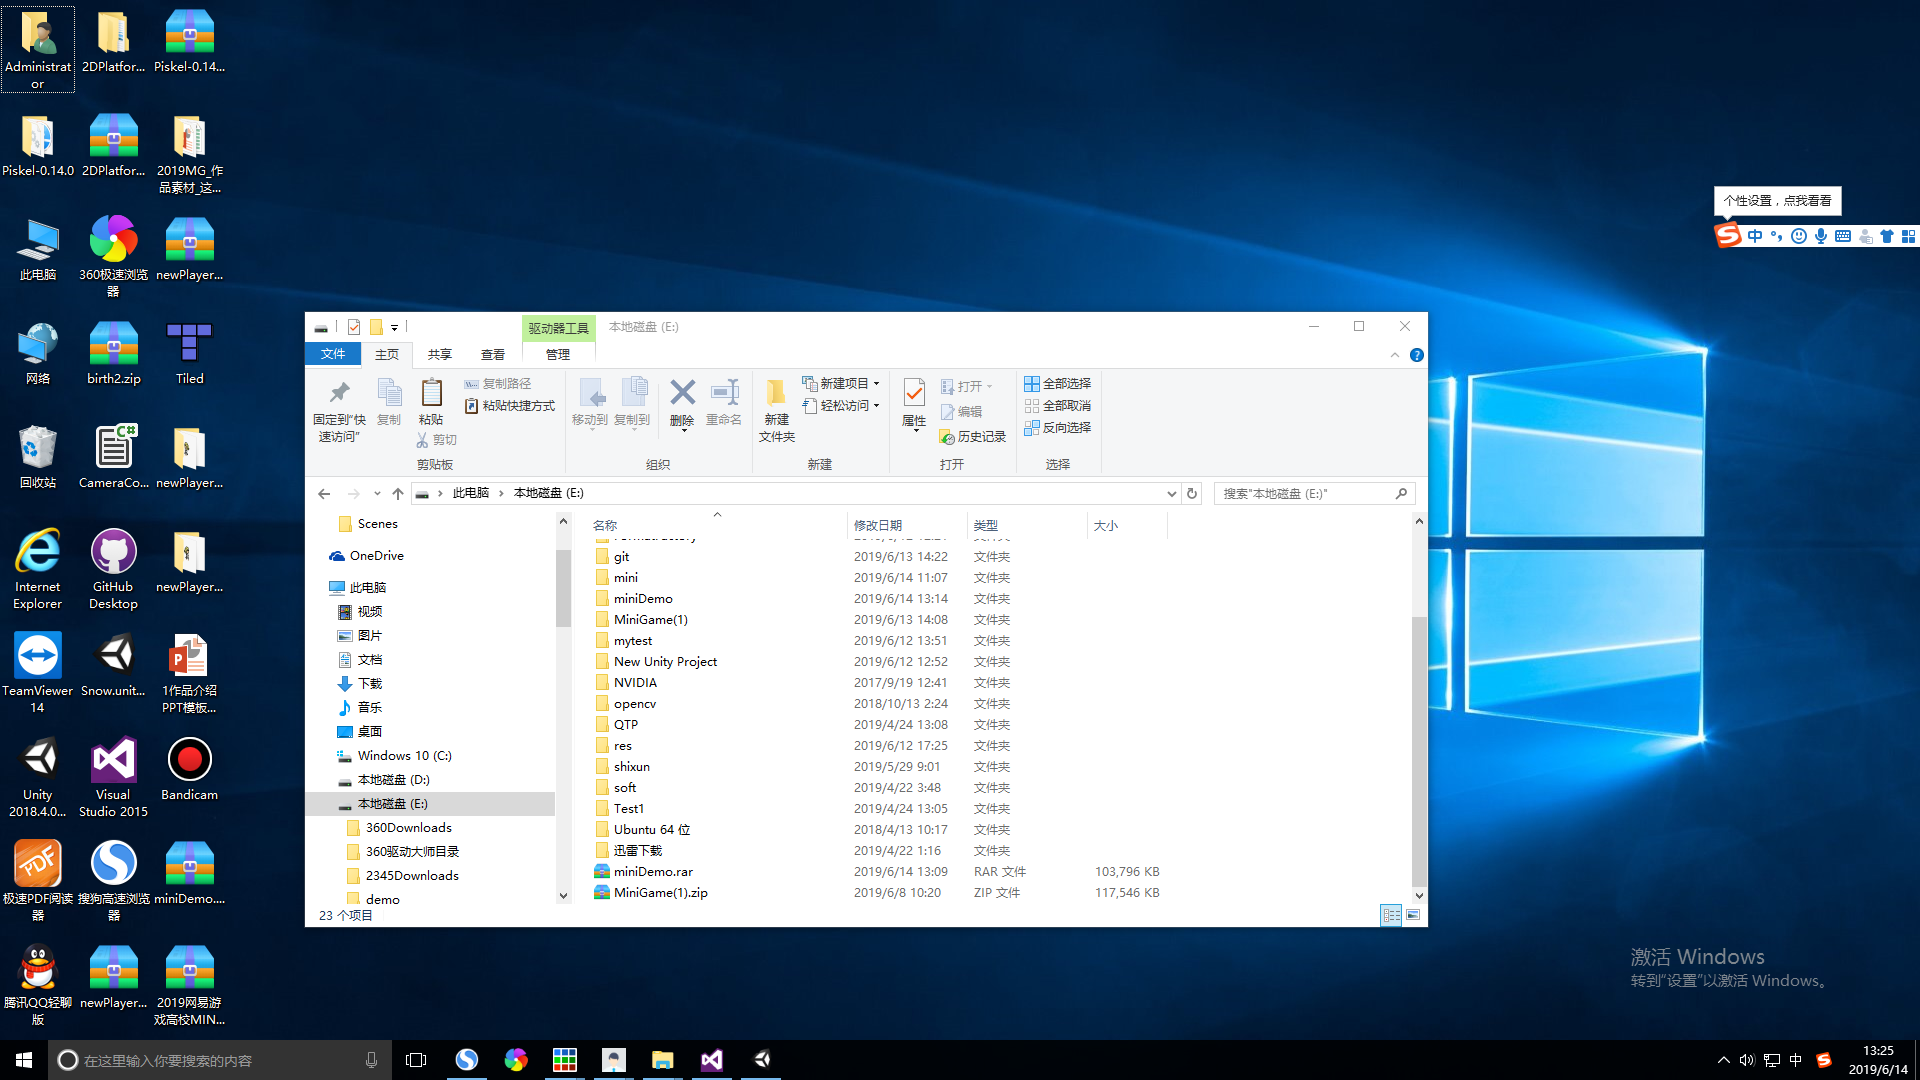 Administrat
or
2DPlatfor...
Piskel-0.14...
Piskel-0.14.0
2DPlatfor...
2019MG_作
品素材_这...
此电脑
360极速浏览
器
newPlayer...
网络
birth2.zip
Tiled
回收站
CameraCo...
newPlayer...
Internet
Explorer
GitHub
Desktop
newPlayer...
TeamViewer
14
Snow.unit...
1作品介绍
PPT模板...
Unity
2018.4.0...
Visual
Studio 2015
Bandicam
极速PDF阅读
器
搜狗高速浏览
器
miniDemo....
腾讯QQ轻聊
版
newPlayer...
2019网易游
戏高校MIN...
个性设置，点我看看
中
驱动器工具
本地磁盘 (E:)
文件
主页
共享
查看
管理
固定到"快
速访问"
复制
粘贴
复制路径
粘贴快捷方式
剪切
剪贴板
移动到
复制到
删除
重命名
组织
新建
文件夹
新建项目
轻松访问
新建
属性
打开
编辑
历史记录
打开
全部选择
全部取消
反向选择
选择
此电脑
本地磁盘 (E:)
搜索"本地磁盘 (E:)"
Scenes
OneDrive
此电脑
视频
图片
文档
下载
音乐
桌面
Windows 10 (C:)
本地磁盘 (D:)
本地磁盘 (E:)
360Downloads
360驱动大师目录
2345Downloads
demo
名称 修改日期 类型 大小
git 2019/6/13 14:22 文件夹
mini 2019/6/14 11:07 文件夹
miniDemo 2019/6/14 13:14 文件夹
MiniGame(1) 2019/6/13 14:08 文件夹
mytest 2019/6/12 13:51 文件夹
New Unity Project 2019/6/12 12:52 文件夹
NVIDIA 2017/9/19 12:41 文件夹
opencv 2018/10/13 2:24 文件夹
QTP 2019/4/24 13:08 文件夹
res 2019/6/12 17:25 文件夹
shixun 2019/5/29 9:01 文件夹
soft 2019/4/22 3:48 文件夹
Test1 2019/4/24 13:05 文件夹
Ubuntu 64 位 2018/4/13 10:17 文件夹
迅雷下载 2019/4/22 1:16 文件夹
miniDemo.rar 2019/6/14 13:09 RAR 文件 103,796 KB
MiniGame(1).zip 2019/6/8 10:20 ZIP 文件 117,546 KB
23 个项目
激活 Windows
转到"设置"以激活 Windows。
在这里输入你要搜索的内容
中
13:25
2019/6/14